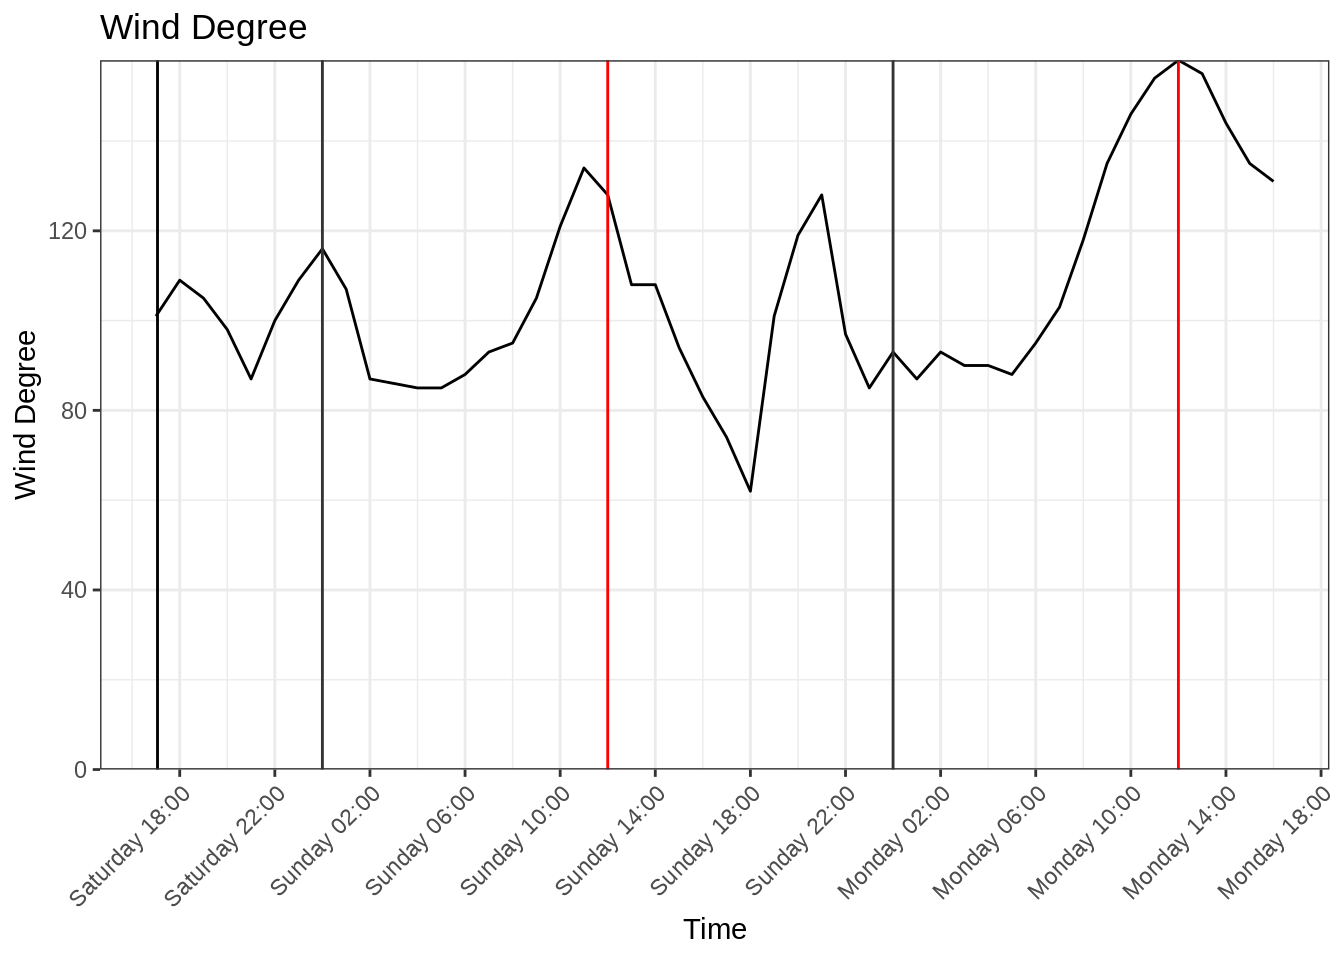 Wind Degree
Wind Degree
120
80
40
0
Saturday 18:00
Saturday 22:00
Sunday 02:00
Sunday 06:00
Sunday 10:00
Sunday 14:00
Sunday 18:00
Sunday 22:00
Monday 02:00
Monday 06:00
Monday 10:00
Monday 14:00
Monday 18:00
Time